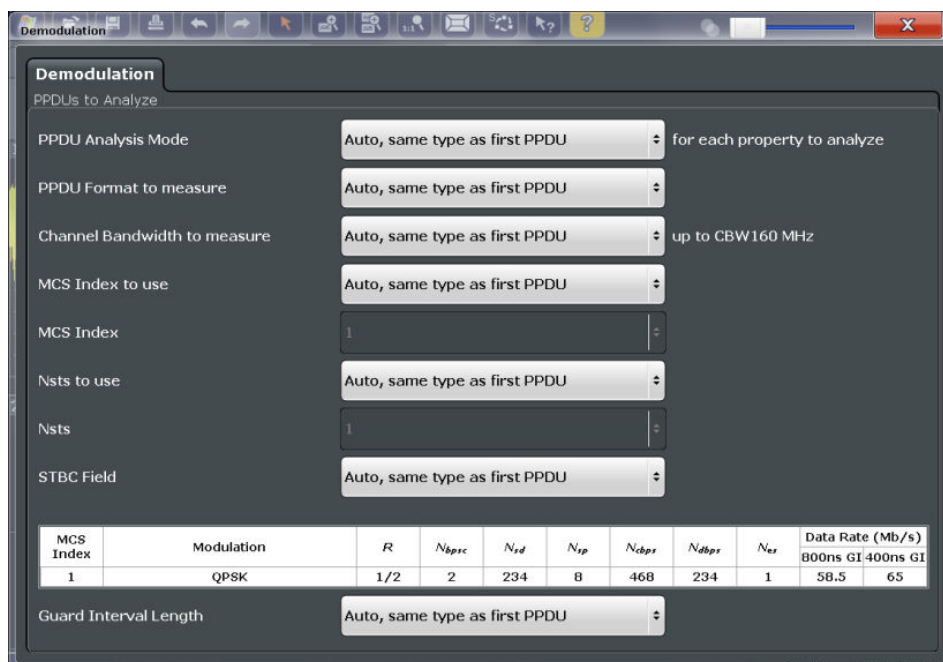 Demodulation
Demodulation
PPDUs to Analyze
PPDU Analysis Mode Auto, same type as first PPDU for each property to analyze
PPDU Format to measure Auto, same type as first PPDU
Channel Bandwidth to measure Auto, same type as first PPDU up to CBW160 MHz
MCS Index to use Auto, same type as first PPDU
MCS Index 1
Nsts to use Auto, same type as first PPDU
Nsts 1
STBC Field Auto, same type as first PPDU
MCS Index Modulation R Nbpsc Nsd Nsp Ncbps Ndbps Nes Data Rate (Mb/s)
800ns GI 400ns GI
1 QPSK 1/2 2 234 8 468 234 1 58.5 65
Guard Interval Length Auto, same type as first PPDU